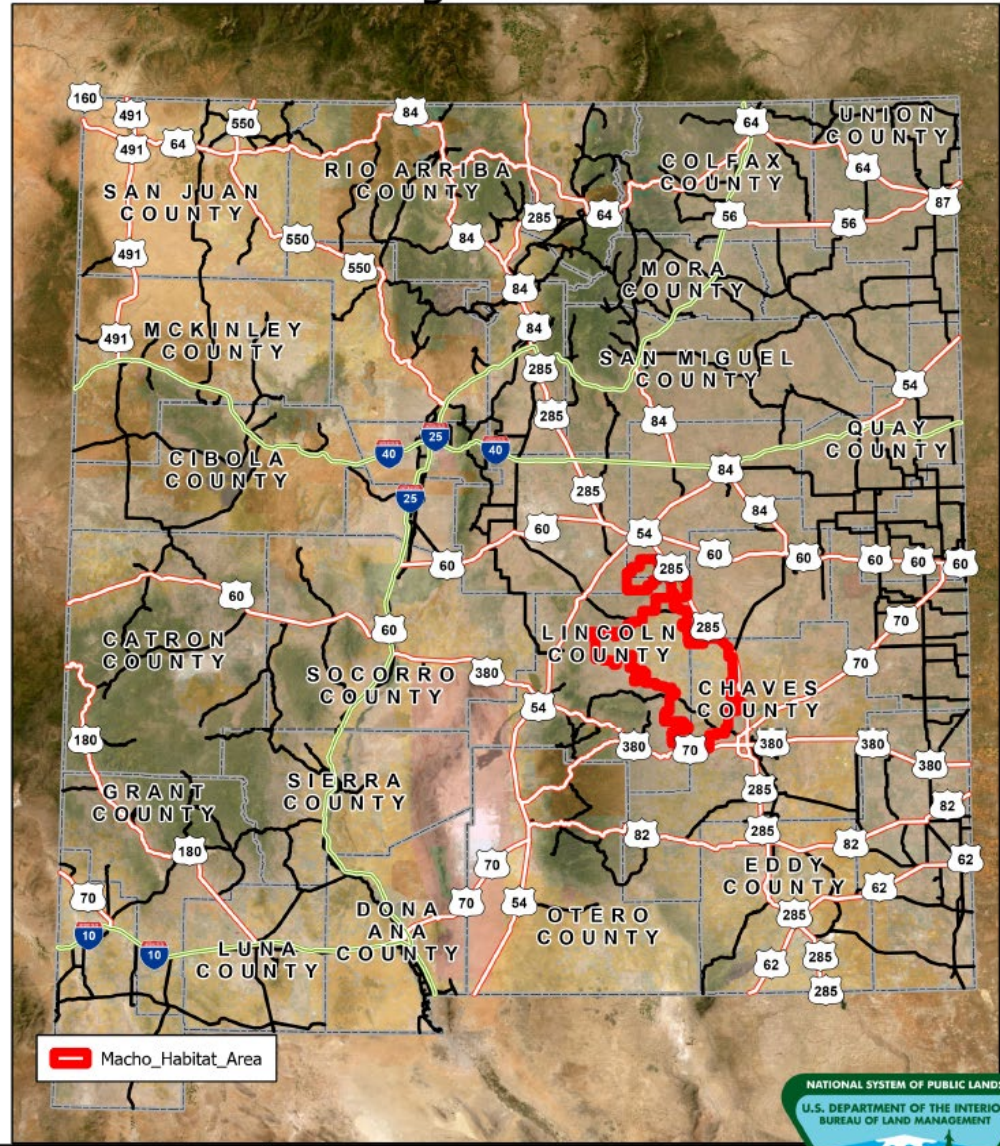 160
491
550
84
64
UNION
COUNTY
491
64
RIO ARRIBA
COUNTY
COLFAX
COUNTY
64
SAN JUAN
COUNTY
285
64
56
56
87
491
550
550
84
84
MORA
COUNTY
491
MCKINLEY
COUNTY
84
285
SAN MIGUEL
COUNTY
54
285
84
QUAY
COUNTY
40
25
40
CIBOLA
COUNTY
84
25
285
84
60
54
60
285
60
60
60
60
60
60
60
285
70
CATRON
COUNTY
LINCOLN
COUNTY
SOCORRO
COUNTY
380
70
54
CHAVES
COUNTY
180
380
70
380
380
380
GRANT
COUNTY
SIERRA
COUNTY
285
82
180
82
285
82
62
70
EDDY
COUNTY
62
70
70
54
DONA
ANA
COUNTY
OTERO
COUNTY
285
10
10
LUNA
COUNTY
62
285
285
Macho_Habitat_Area
NATIONAL SYSTEM OF PUBLIC LANDS
U.S. DEPARTMENT OF THE INTERIOR
BUREAU OF LAND MANAGEMENT